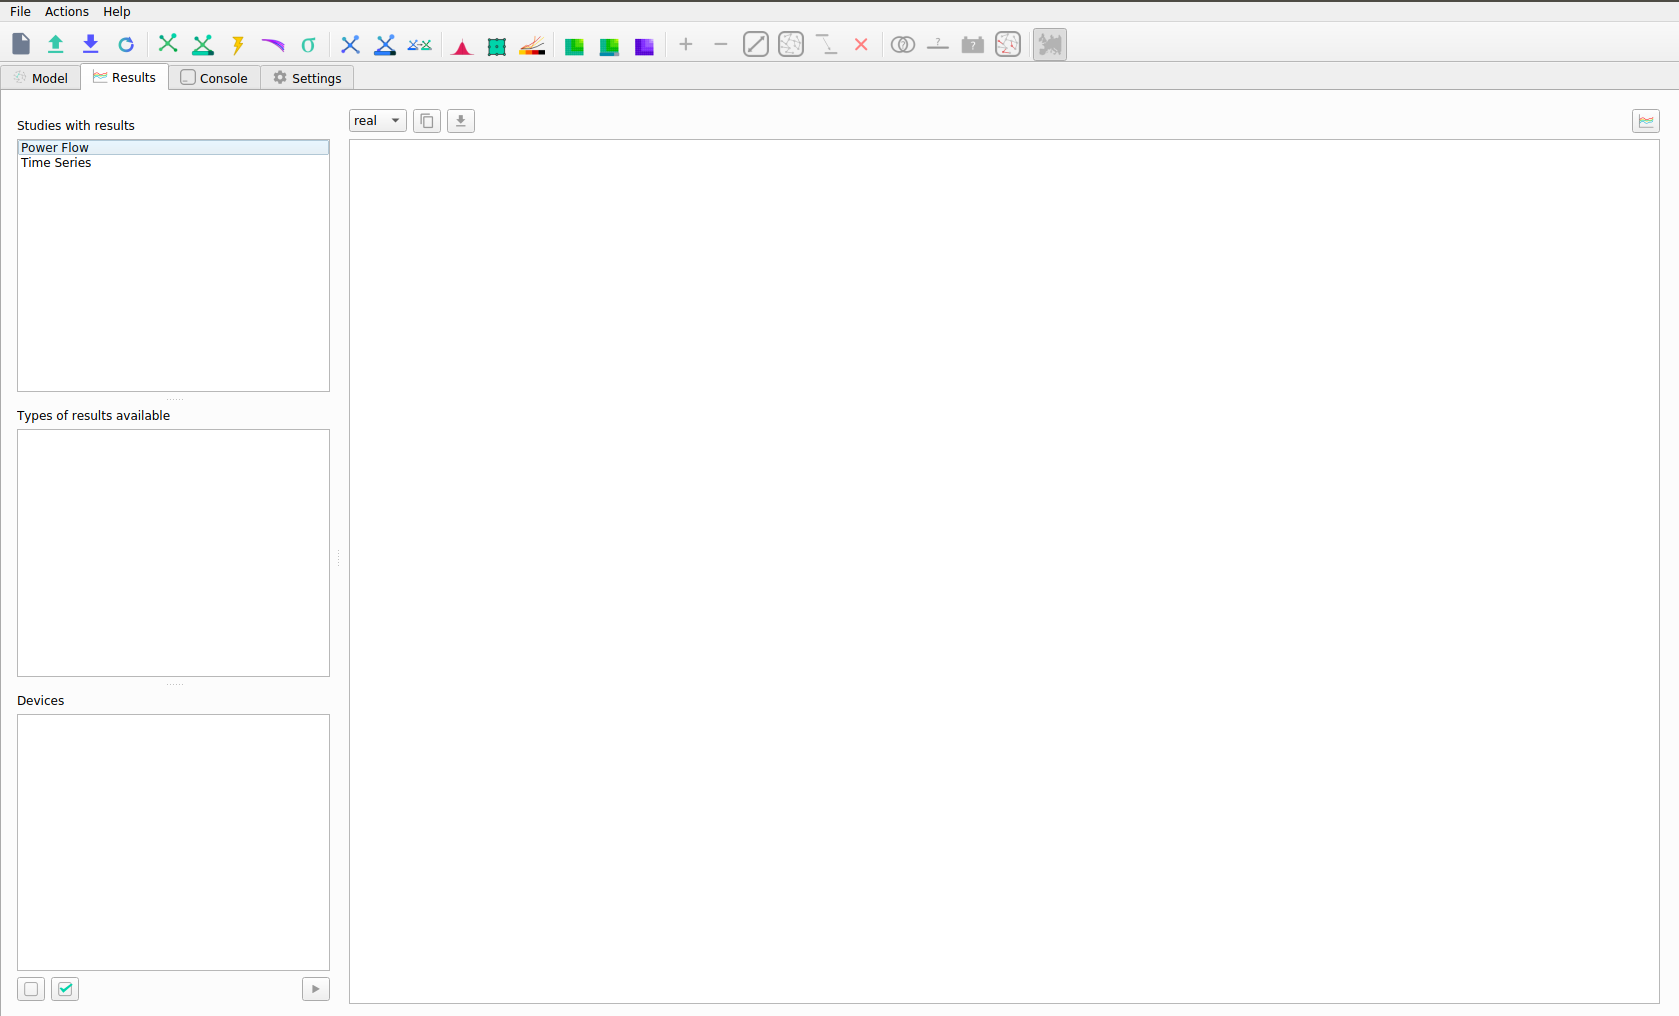 File Actions Help
σ
Model Results Console Settings
Studies with results
Power Flow
Time Series
Types of results available
Devices
real